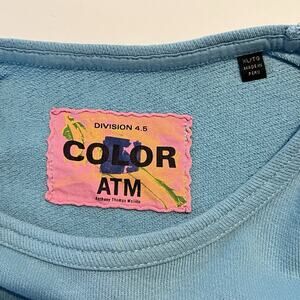 XL/TG
MADE IN
PERU
DIVISION 4.5
COLOR
ATM
Anthony Thomas Melillo